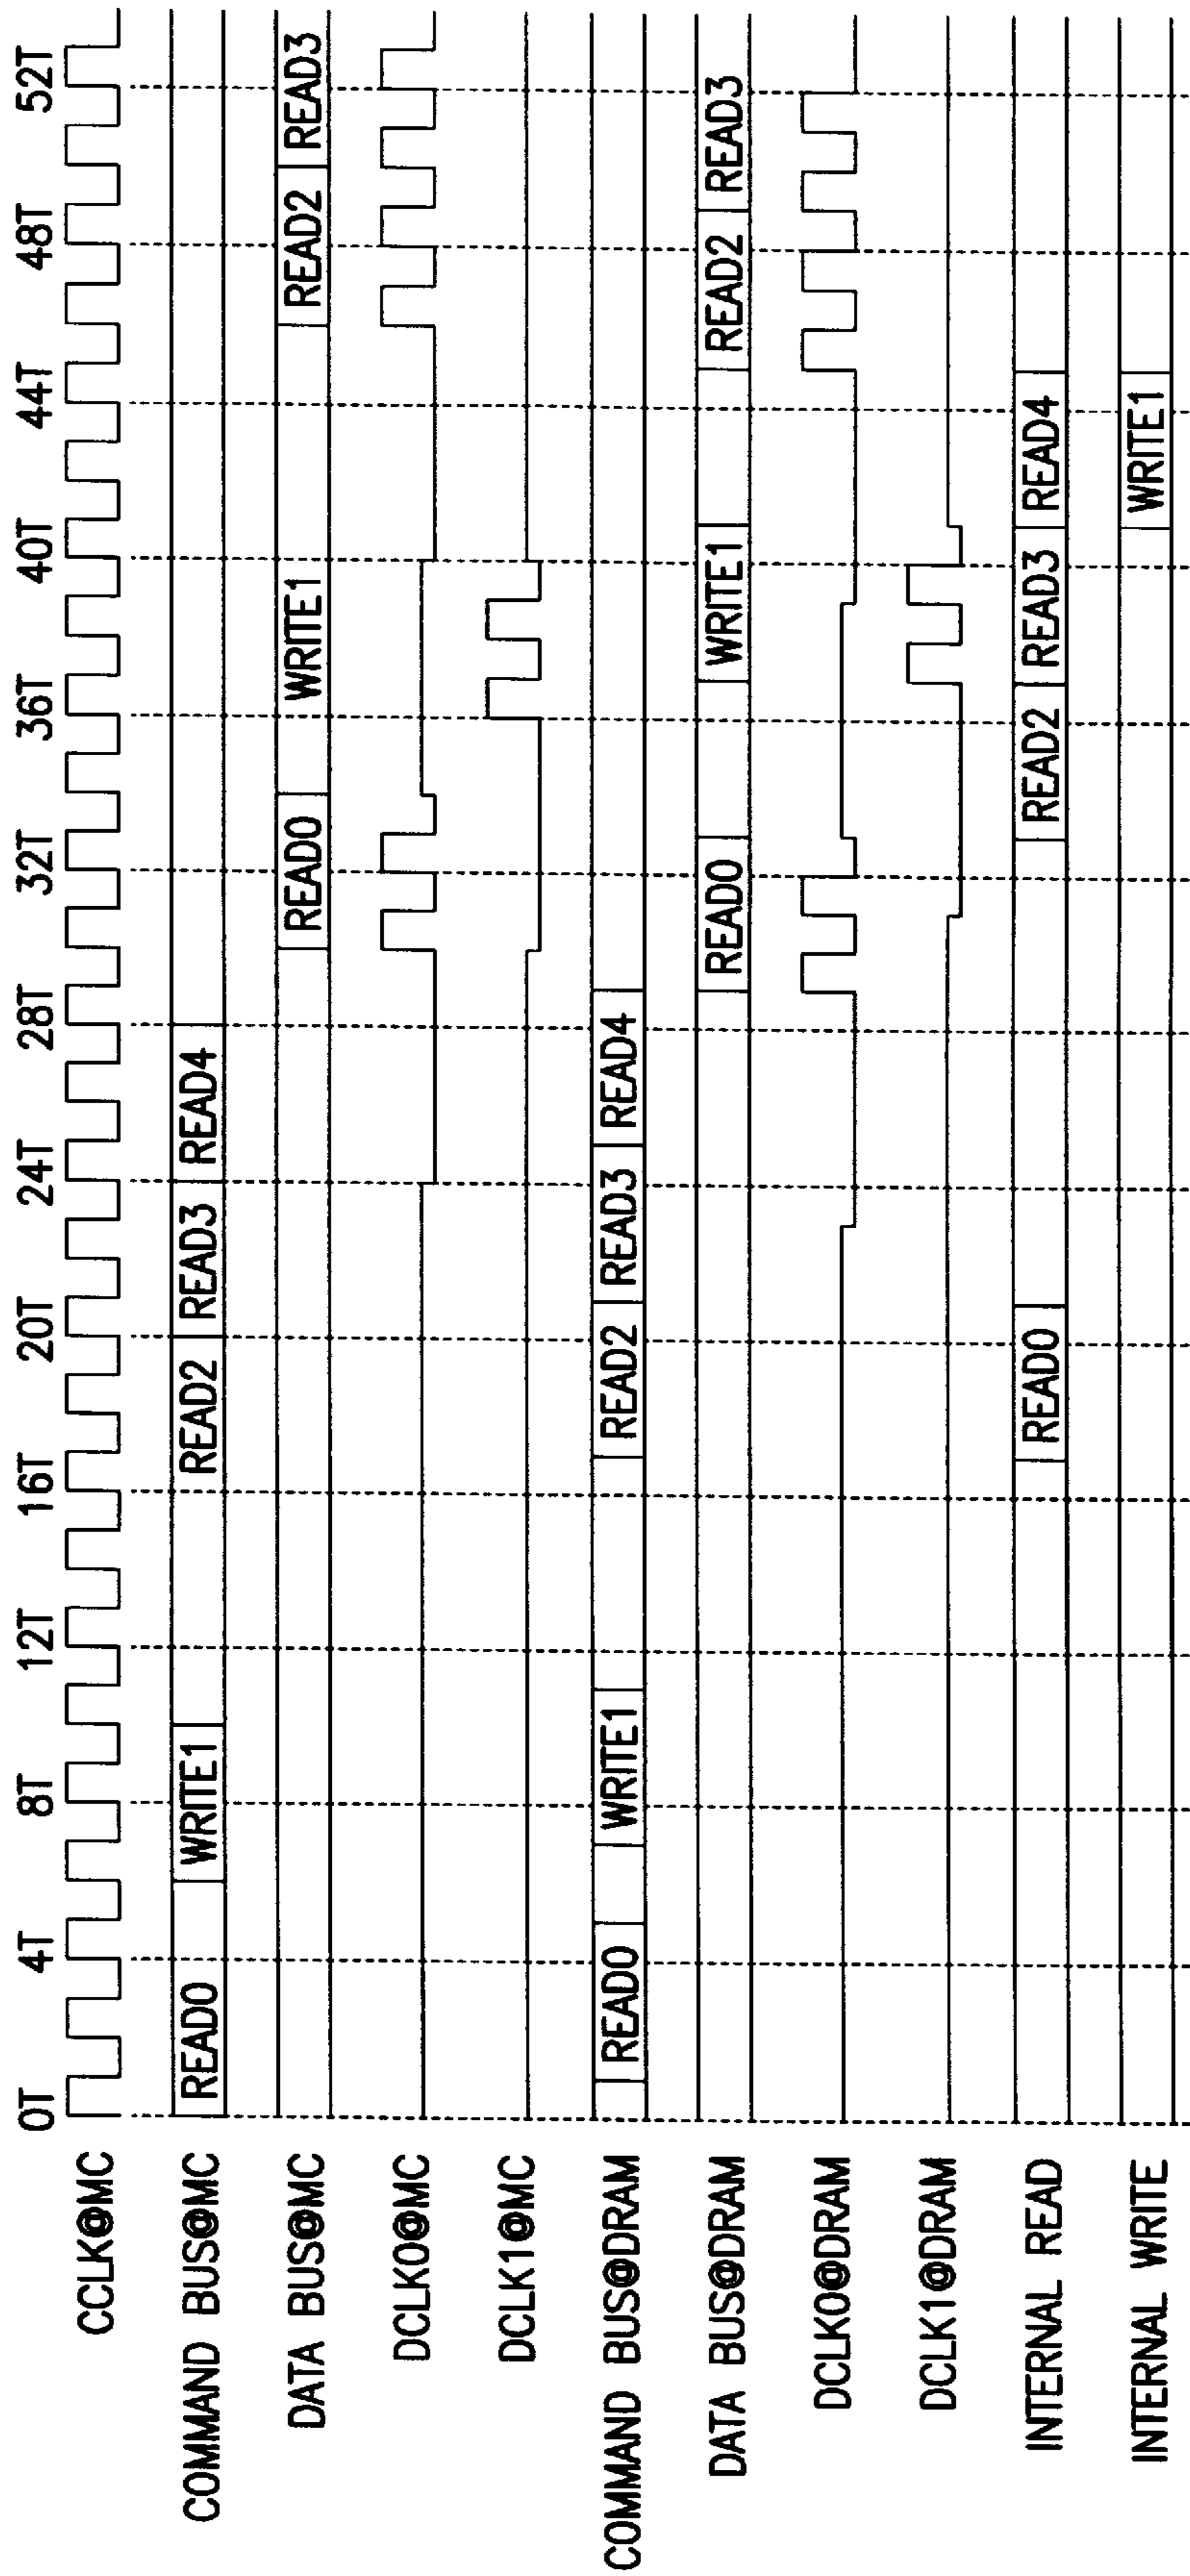 0T 4T 8T 12T 16T 20T 24T 28T 32T 36T 40T 44T 48T 52T
CCLK@MC
COMMAND BUS@MC READ0 WRITE1 READ2 READ3 READ4
DATA BUS@MC READ0 WRITE1 READ2 READ3
DCLK0@MC
DCLK1@MC
COMMAND BUS@DRAM READ0 WRITE1 READ2 READ3 READ4
DATA BUS@DRAM READ0 WRITE1 READ2 READ3
DCLK0@DRAM
DCLK1@DRAM
INTERNAL READ READ0 READ2 READ3 READ4
INTERNAL WRITE WRITE1